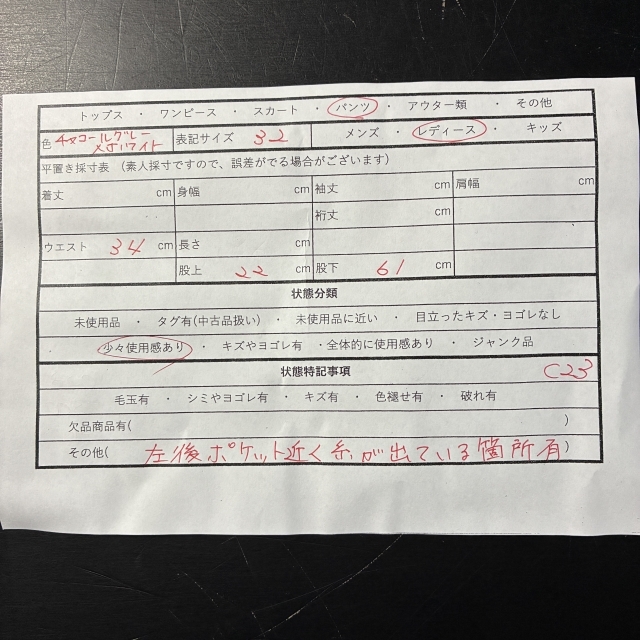 トップス ・ ワンピース ・ スカート ・ パンツ ・ アウター類 ・ その他
色 チャコールグレー×オホワイト 表記サイズ 32 メンズ ・ レディース ・ キッズ
平置き採寸表 (素人採寸ですので、誤差がでる場合がございます)
着丈 cm 身幅 cm 袖丈 cm 肩幅 cm
裄丈 cm
ウエスト 34 cm 長さ cm
股上 22 cm 股下 61 cm
状態分類
未使用品 ・ タグ有(中古品扱い) ・ 未使用品に近い ・ 目立ったキズ・ヨゴレなし
少々使用感あり ・ キズやヨゴレ有 ・全体的に使用感あり ・ ジャンク品
状態特記事項 C23
毛玉有 ・ シミやヨゴレ有 ・ キズ有 ・ 色褪せ有 ・ 破れ有
欠品商品有( )
その他( 左後ポケット近く糸が出ている箇所有 )